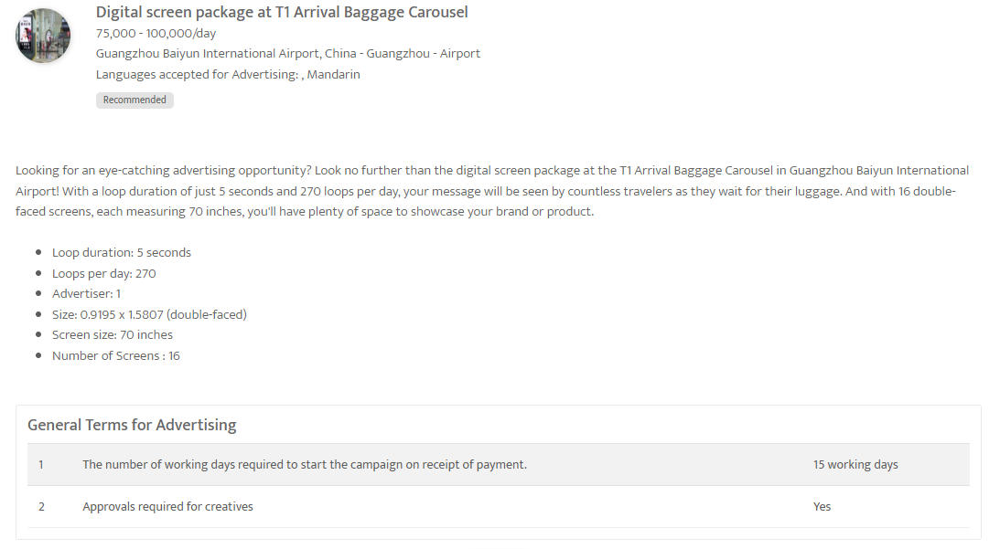 Digital screen package at T1 Arrival Baggage Carousel
75,000 - 100,000/day
Guangzhou Baiyun International Airport, China - Guangzhou - Airport
Languages accepted for Advertising: , Mandarin
Recommended
Looking for an eye-catching advertising opportunity? Look no further than the digital screen package at the T1 Arrival Baggage Carousel in Guangzhou Baiyun International
Airport! With a loop duration of just 5 seconds and 270 loops per day, your message will be seen by countless travelers as they wait for their luggage. And with 16 double-
faced screens, each measuring 70 inches, you'll have plenty of space to showcase your brand or product.
Loop duration: 5 seconds
Loops per day: 270
Advertiser: 1
Size: 0.9195 x 1.5807 (double-faced)
Screen size: 70 inches
Number of Screens : 16
General Terms for Advertising
1 The number of working days required to start the campaign on receipt of payment. 15 working days
2 Approvals required for creatives Yes